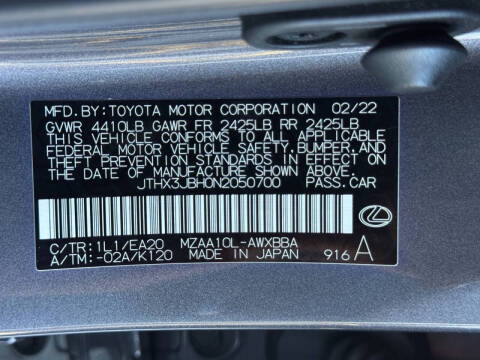 MFD.BY:TOYOTA MOTOR CORPORATION 02/22
GVWR 4410LB GAWR FR 2425LB RR 2425LB
THIS VEHICLE CONFORMS TO ALL APPLICABLE
FEDERAL MOTOR VEHICLE SAFETY,BUMPER,AND
THEFT PREVENTION STANDARDS IN EFFECT ON
THE DATE OF MANUFACTURE SHOWN ABOVE.
JTHX3JBH0N2050700 PASS.CAR
C/TR:1L1/EA20 MZAA10L-AWXBBA
A/TM:-02A/K120 MADE IN JAPAN 916 A